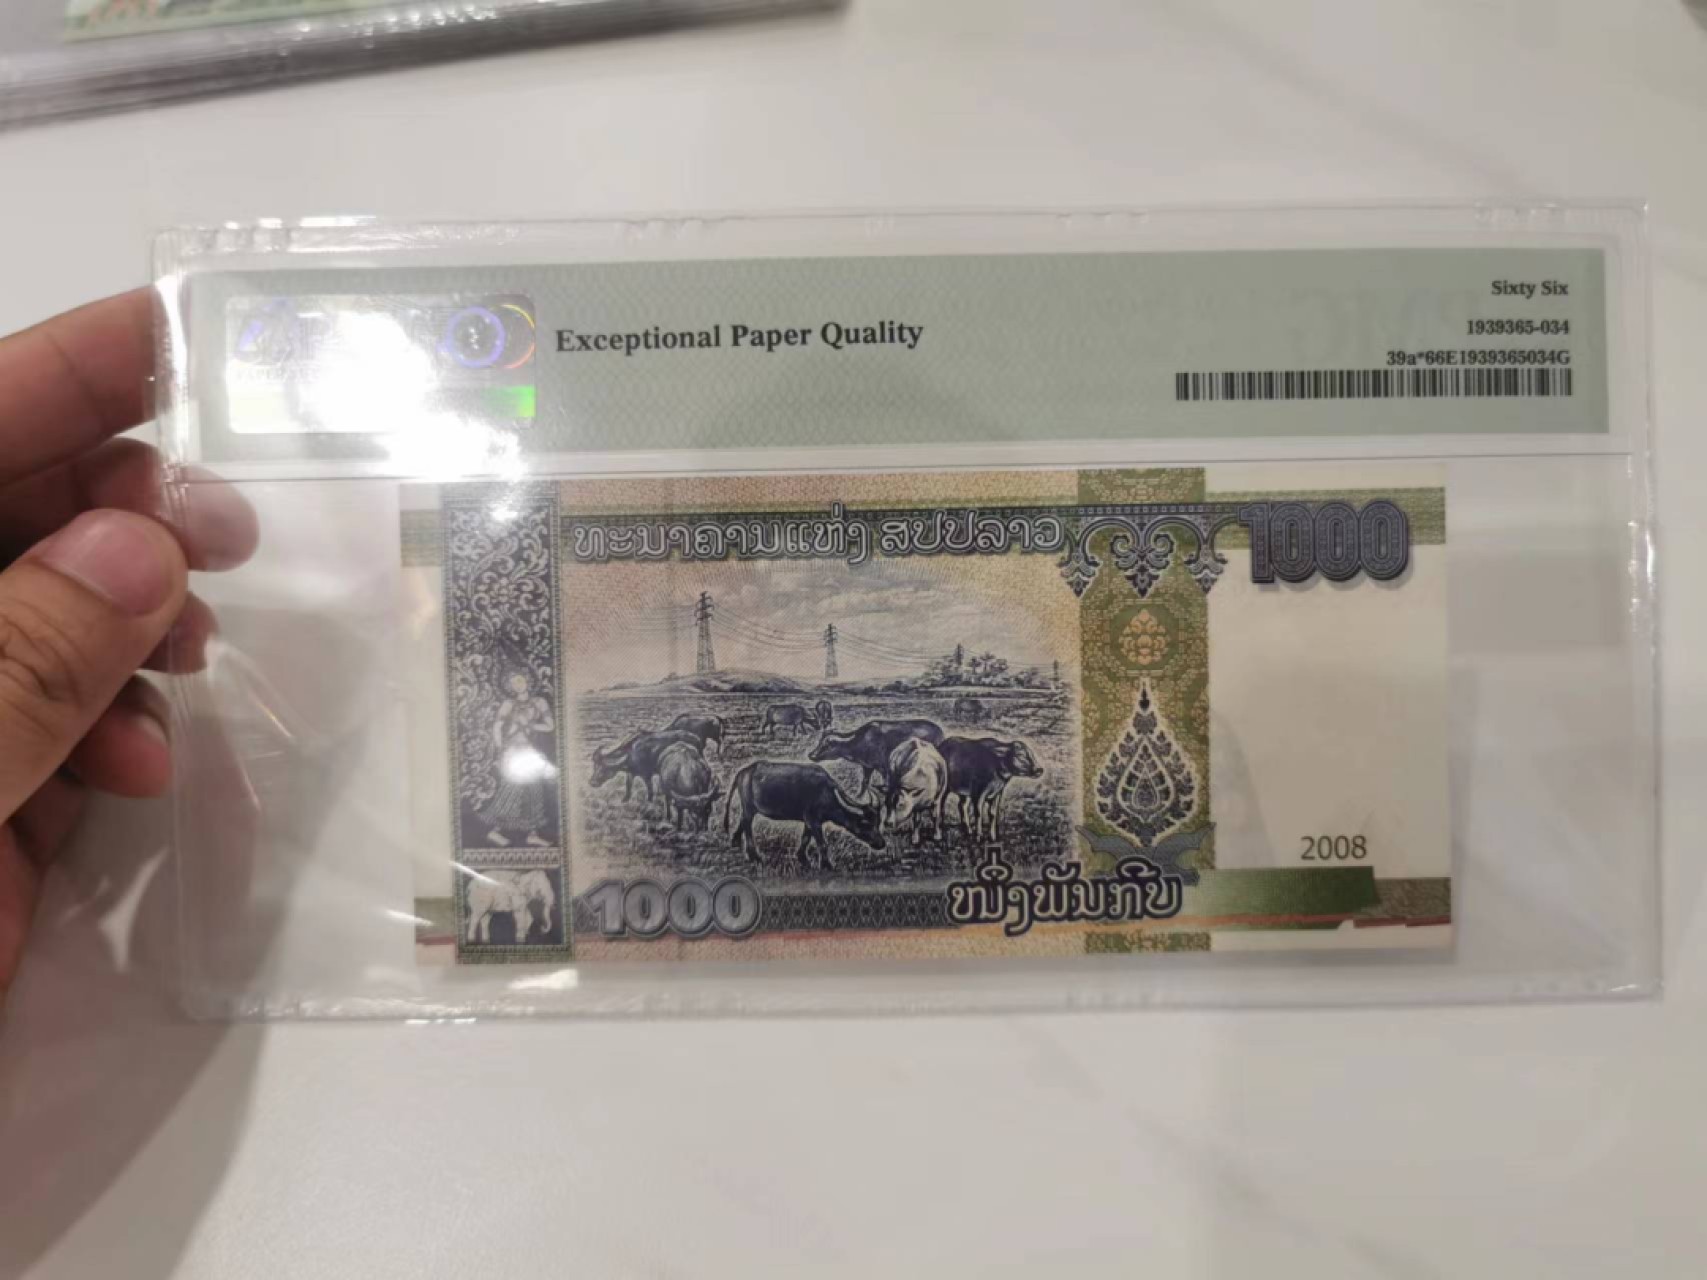 Sixty Six
Exceptional Paper Quality
1939365-034
39a*66E1939365034G
ທະນາຄານແຫ່ງ ສປປລາວ
1000
2008
1000
ໜຶ່ງພັນກີບ